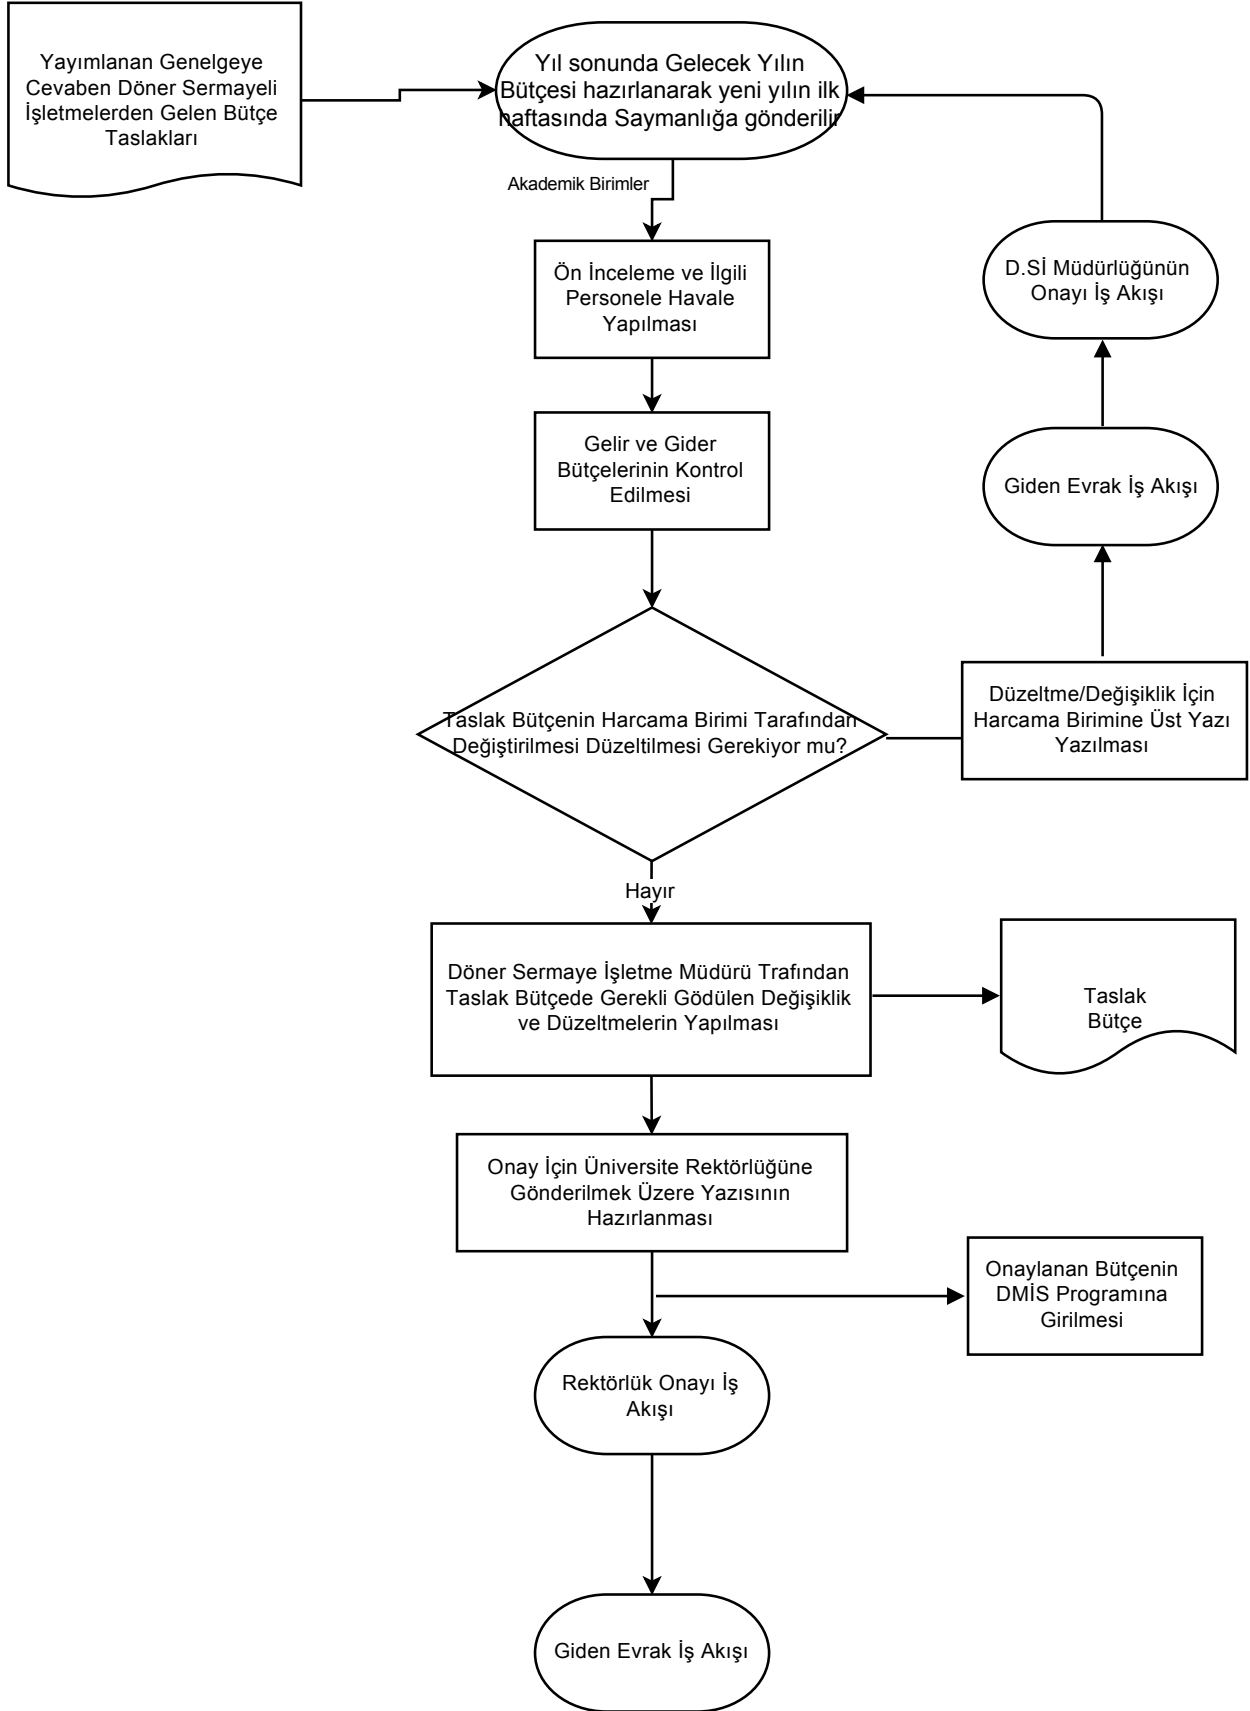 Yayımlanan Genelgeye
Cevaben Döner Sermayeli
İşletmelerden Gelen Bütçe
Taslakları
Yıl sonunda Gelecek Yılın
Bütçesi hazırlanarak yeni yılın ilk
haftasında Saymanlığa gönderilir
Akademik Birimler
Ön İnceleme ve İlgili
Personele Havale
Yapılması
D.Sİ Müdürlüğünün
Onayı İş Akışı
Gelir ve Gider
Bütçelerinin Kontrol
Edilmesi
Giden Evrak İş Akışı
Taslak Bütçenin Harcama Birimi Tarafından
Değiştirilmesi Düzeltilmesi Gerekiyor mu?
Düzeltme/Değişiklik İçin
Harcama Birimine Üst Yazı
Yazılması
Hayır
Döner Sermaye İşletme Müdürü Trafından
Taslak Bütçede Gerekli Gödülen Değişiklik
ve Düzeltmelerin Yapılması
Taslak
Bütçe
Onay İçin Üniversite Rektörlüğüne
Gönderilmek Üzere Yazısının
Hazırlanması
Onaylanan Bütçenin
DMİS Programına
Girilmesi
Rektörlük Onayı İş
Akışı
Giden Evrak İş Akışı